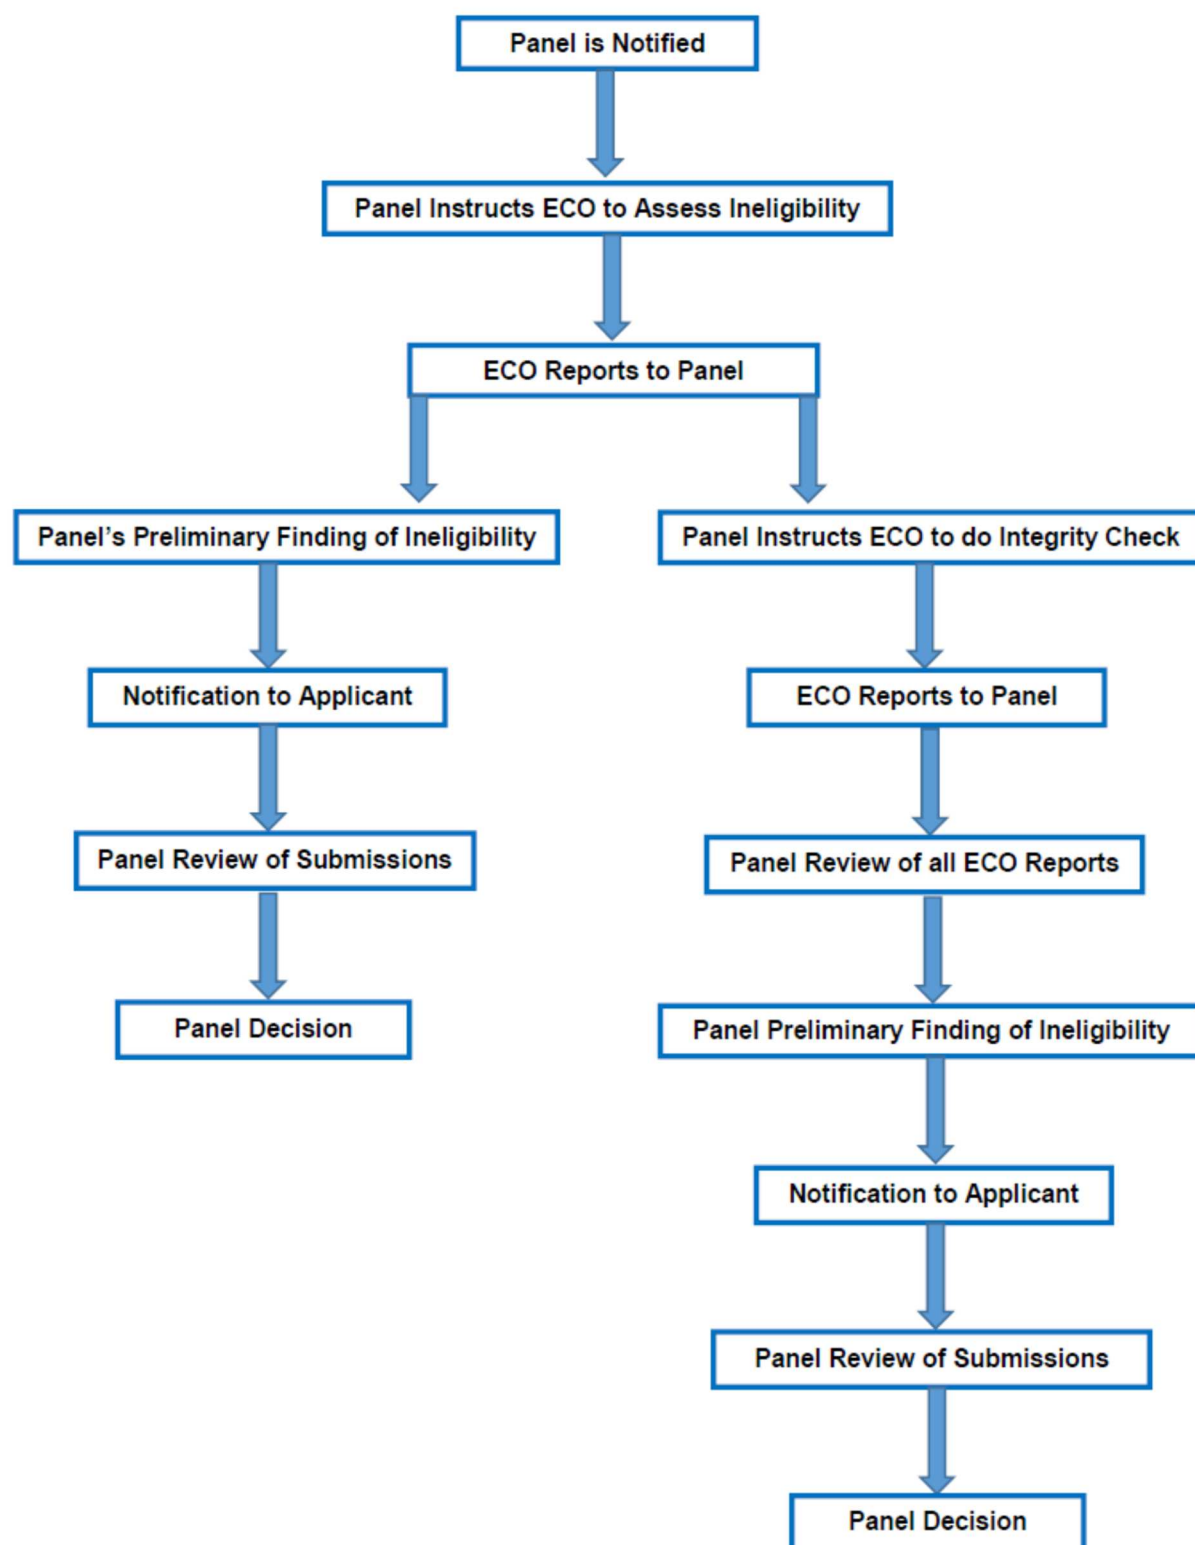 Panel is Notified
Panel Instructs ECO to Assess Ineligibility
ECO Reports to Panel
Panel's Preliminary Finding of Ineligibility
Panel Instructs ECO to do Integrity Check
Notification to Applicant
ECO Reports to Panel
Panel Review of Submissions
Panel Review of all ECO Reports
Panel Decision
Panel Preliminary Finding of Ineligibility
Notification to Applicant
Panel Review of Submissions
Panel Decision